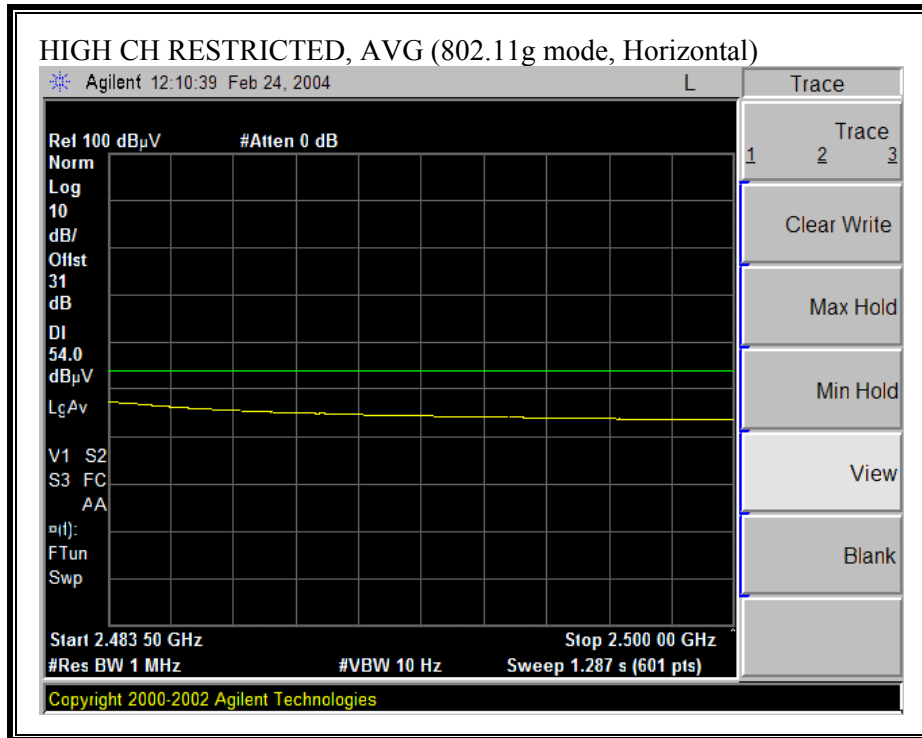 HIGH CH RESTRICTED, AVG (802.11g mode, Horizontal)
Agilent 12:10:39 Feb 24, 2004 L
Trace
Ref 100 dBµV #Atten 0 dB
Norm
Log
10
dB/
Offst
31
dB
DI
54.0
dBµV
LgAv
V1 S2
S3 FC
AA
¤(f):
FTun
Swp
Start 2.483 50 GHz Stop 2.500 00 GHz
#Res BW 1 MHz #VBW 10 Hz Sweep 1.287 s (601 pts)
Trace
1 2 3
Clear Write
Max Hold
Min Hold
View
Blank
Copyright 2000-2002 Agilent Technologies